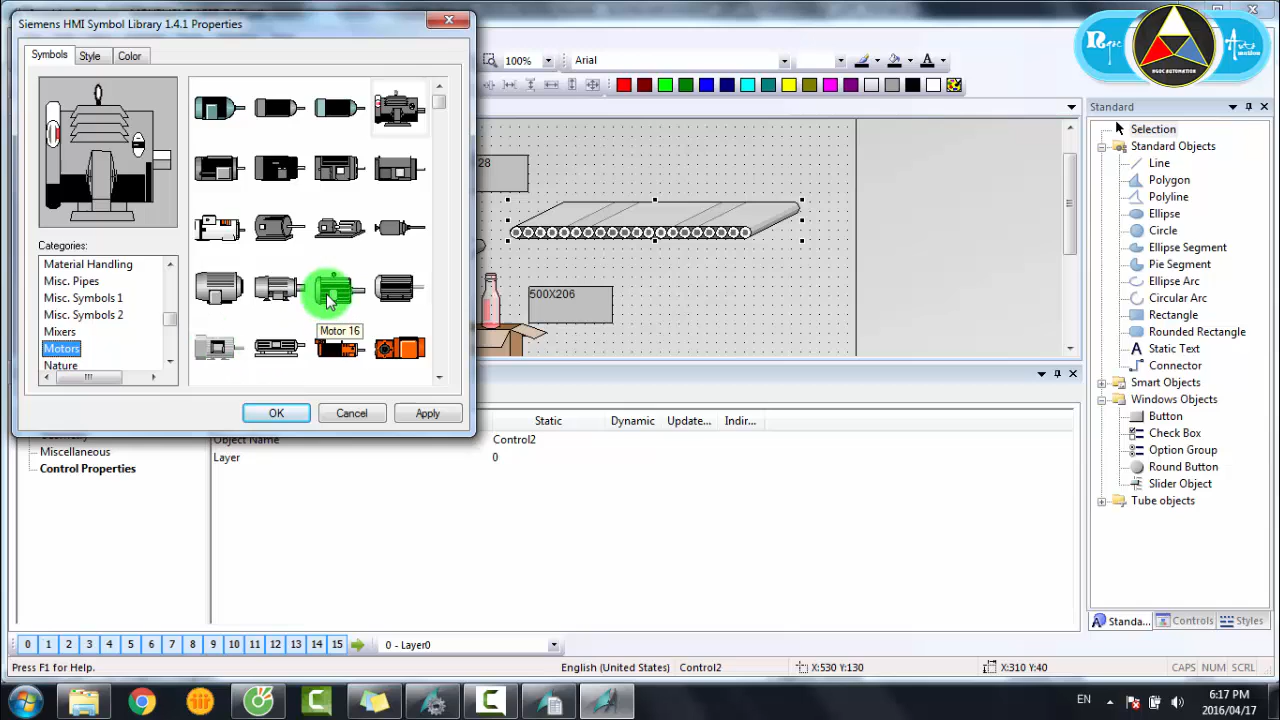 Siemens HMI Symbol Library 1.4.1 Properties
Symbols
Style
Color
Categories:
Material Handling
Misc. Pipes
Misc. Symbols 1
Misc. Symbols 2
Mixers
Motors
Nature
Motor 16
OK
Cancel
Apply
100%
Arial
NGOC AUTOMATION
28
500X206
Standard
Selection
Standard Objects
Line
Polygon
Polyline
Ellipse
Circle
Ellipse Segment
Pie Segment
Ellipse Arc
Circular Arc
Rectangle
Rounded Rectangle
Static Text
Connector
Smart Objects
Windows Objects
Button
Check Box
Option Group
Round Button
Slider Object
Tube objects
Standa...
Controls
Styles
Miscellaneous
Control Properties
Static
Dynamic
Update...
Indir...
Object Name
Control2
Layer
0
0 1 2 3 4 5 6 7 8 9 10 11 12 13 14 15
0 - Layer0
Press F1 for Help.
English (United States)
Control2
X:530 Y:130
X:310 Y:40
CAPS NUM SCRL
EN
6:17 PM
2016/04/17